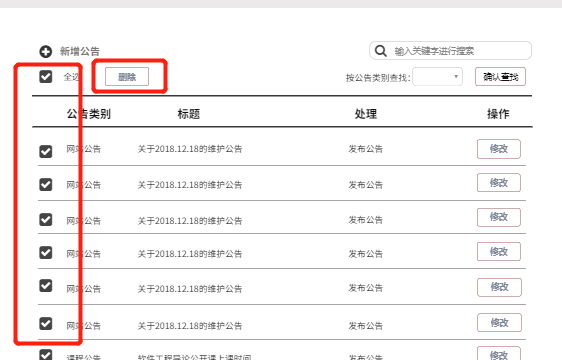 新增公告
输入关键字进行搜索
全选
删除
按公告类别查找:
确认查找
公告类别 标题 处理 操作
网站公告 关于2018.12.18的维护公告 发布公告 修改
网站公告 关于2018.12.18的维护公告 发布公告 修改
网站公告 关于2018.12.18的维护公告 发布公告 修改
网站公告 关于2018.12.18的维护公告 发布公告 修改
网站公告 关于2018.12.18的维护公告 发布公告 修改
网站公告 关于2018.12.18的维护公告 发布公告 修改
课程公告 软件工程导论公开课上课时间 发布公告 修改